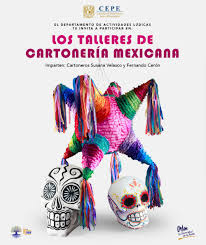 CEPE
EL DEPARTAMENTO DE ACTIVIDADES LÚDICAS
TE INVITA A PARTICIPAR EN:
LOS TALLERES DE
CARTONERÍA MEXICANA
Imparten: Cartoneros Susana Velasco y Fernando Cerón